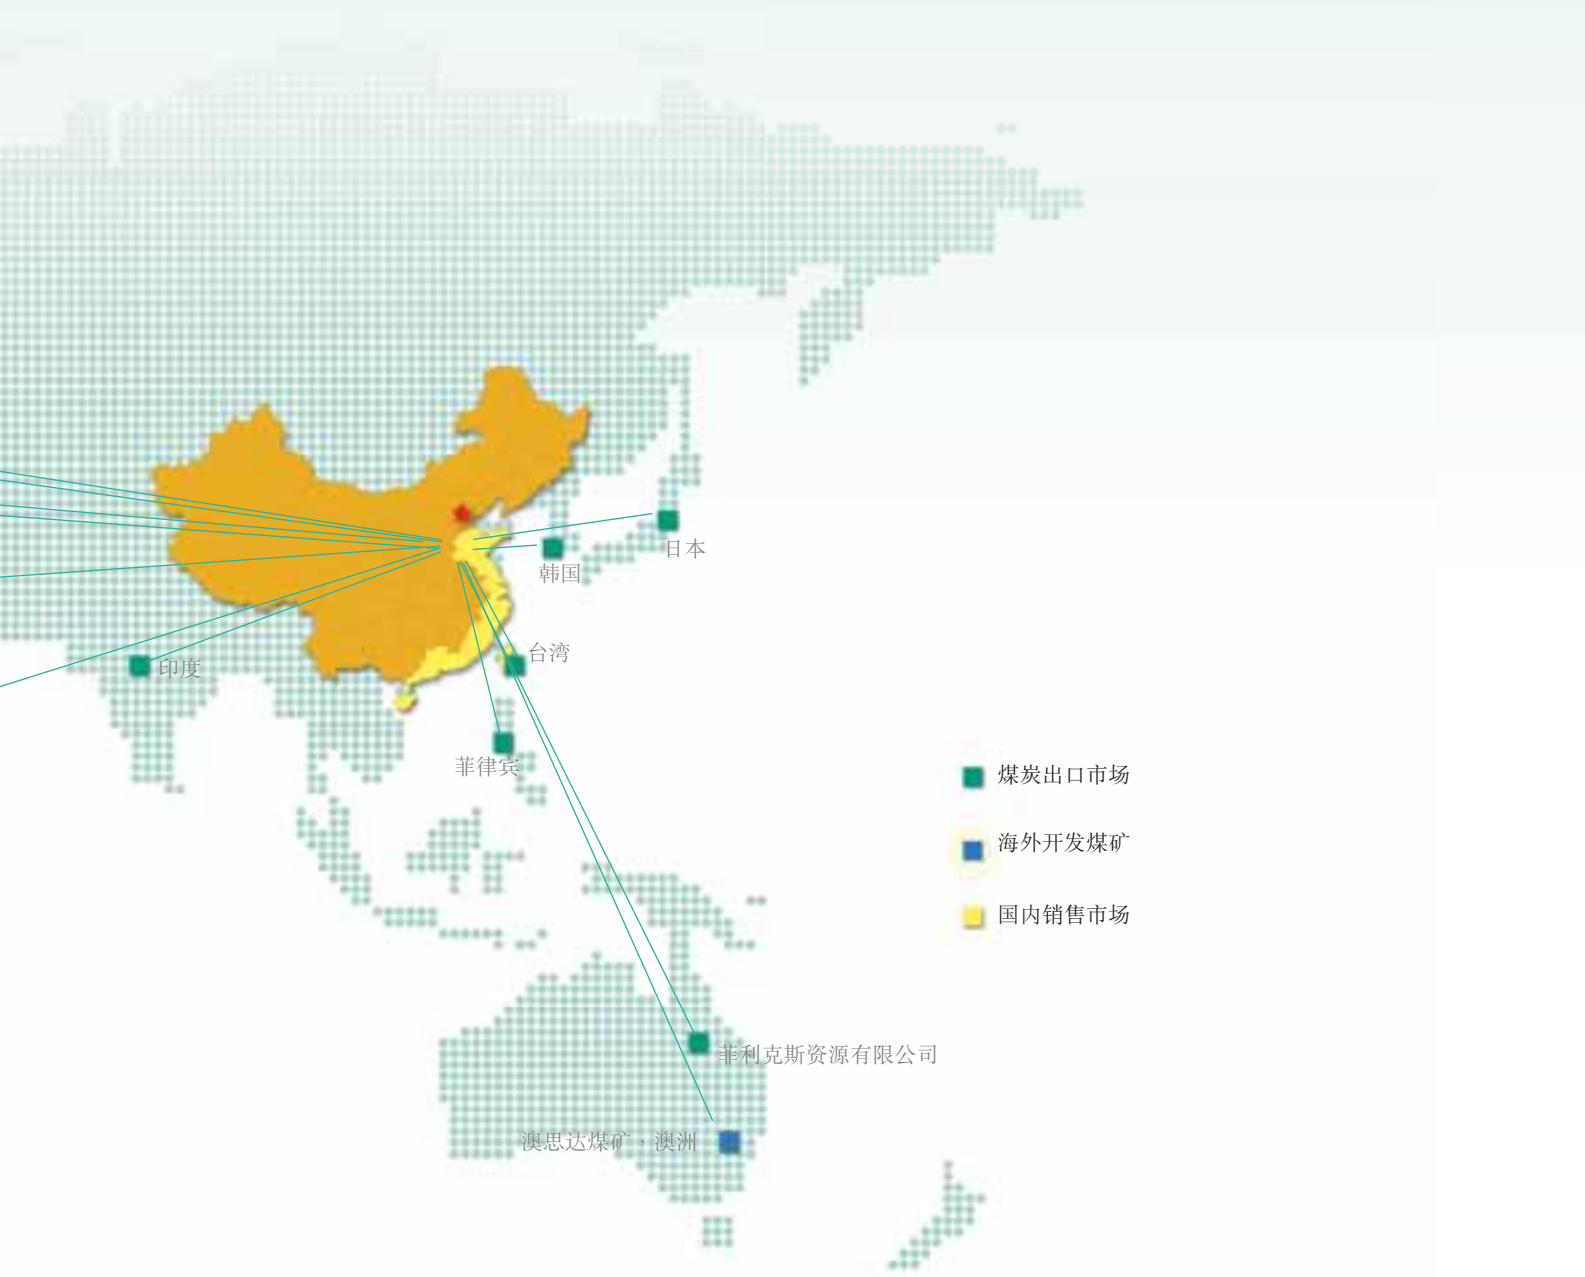 日本
韩国
台湾
印度
菲律宾
煤炭出口市场
海外开发煤矿
国内销售市场
菲利克斯资源有限公司
澳思达煤矿，澳洲